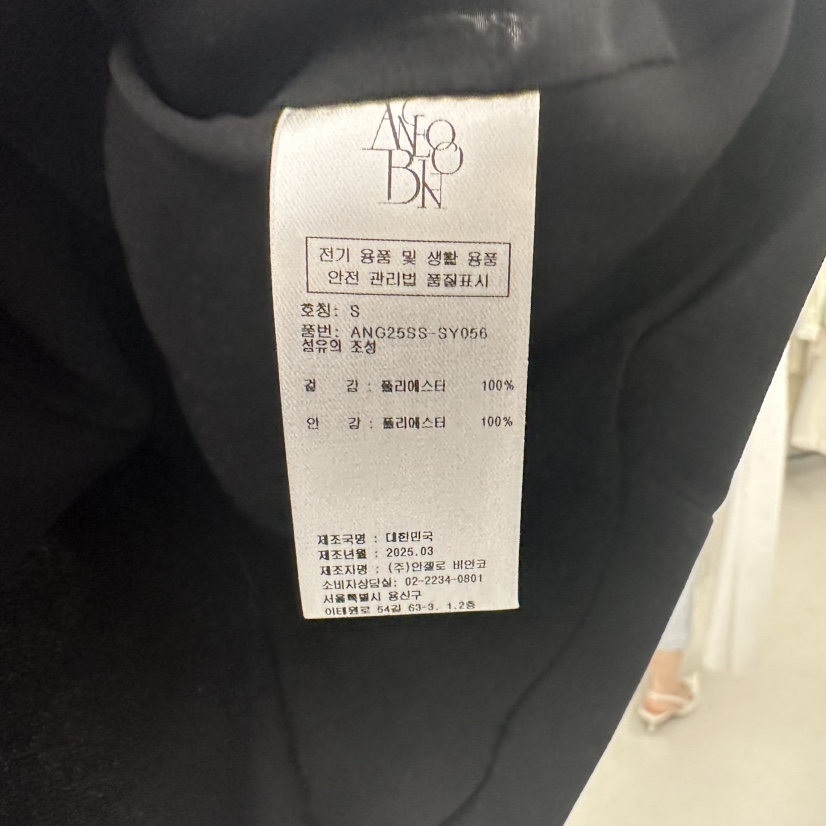 ANGLO
BIN
전기 용품 및 생활 용품
안전 관리법 품질표시
호칭: S
품번: ANG25SS-SY056
섬유의 조성
겉 감 : 폴리에스터 100%
안 감 : 폴리에스터 100%
제조국명 : 대한민국
제조년월 : 2025.03
제조자명 : (주)안젤로 비안코
소비자상담실: 02-2234-0801
서울특별시 용신구
이태원로 54길 63-3. 1.2층